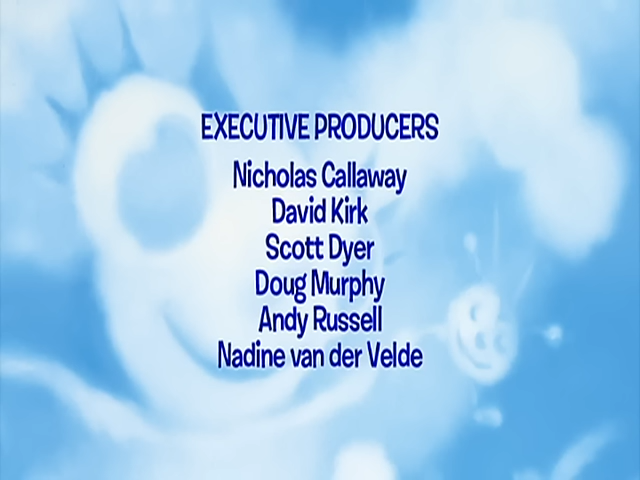 EXECUTIVE PRODUCERS
Nicholas Callaway
David Kirk
Scott Dyer
Doug Murphy
Andy Russell
Nadine van der Velde